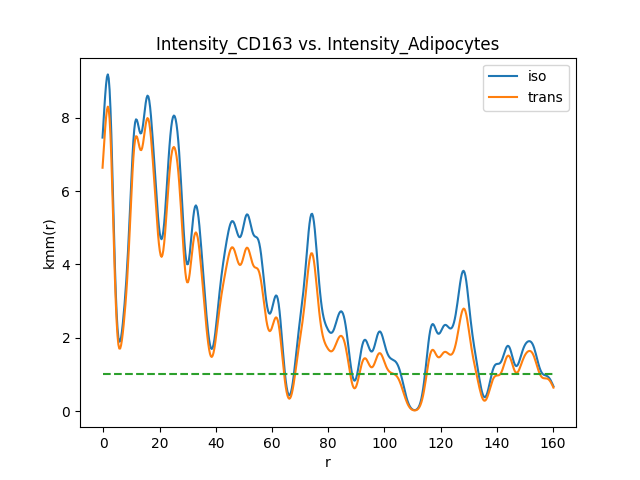 Intensity_CD163 vs. Intensity_Adipocytes
iso
trans
kmm(r)
8
6
4
2
0
0 20 40 60 80 100 120 140 160
r